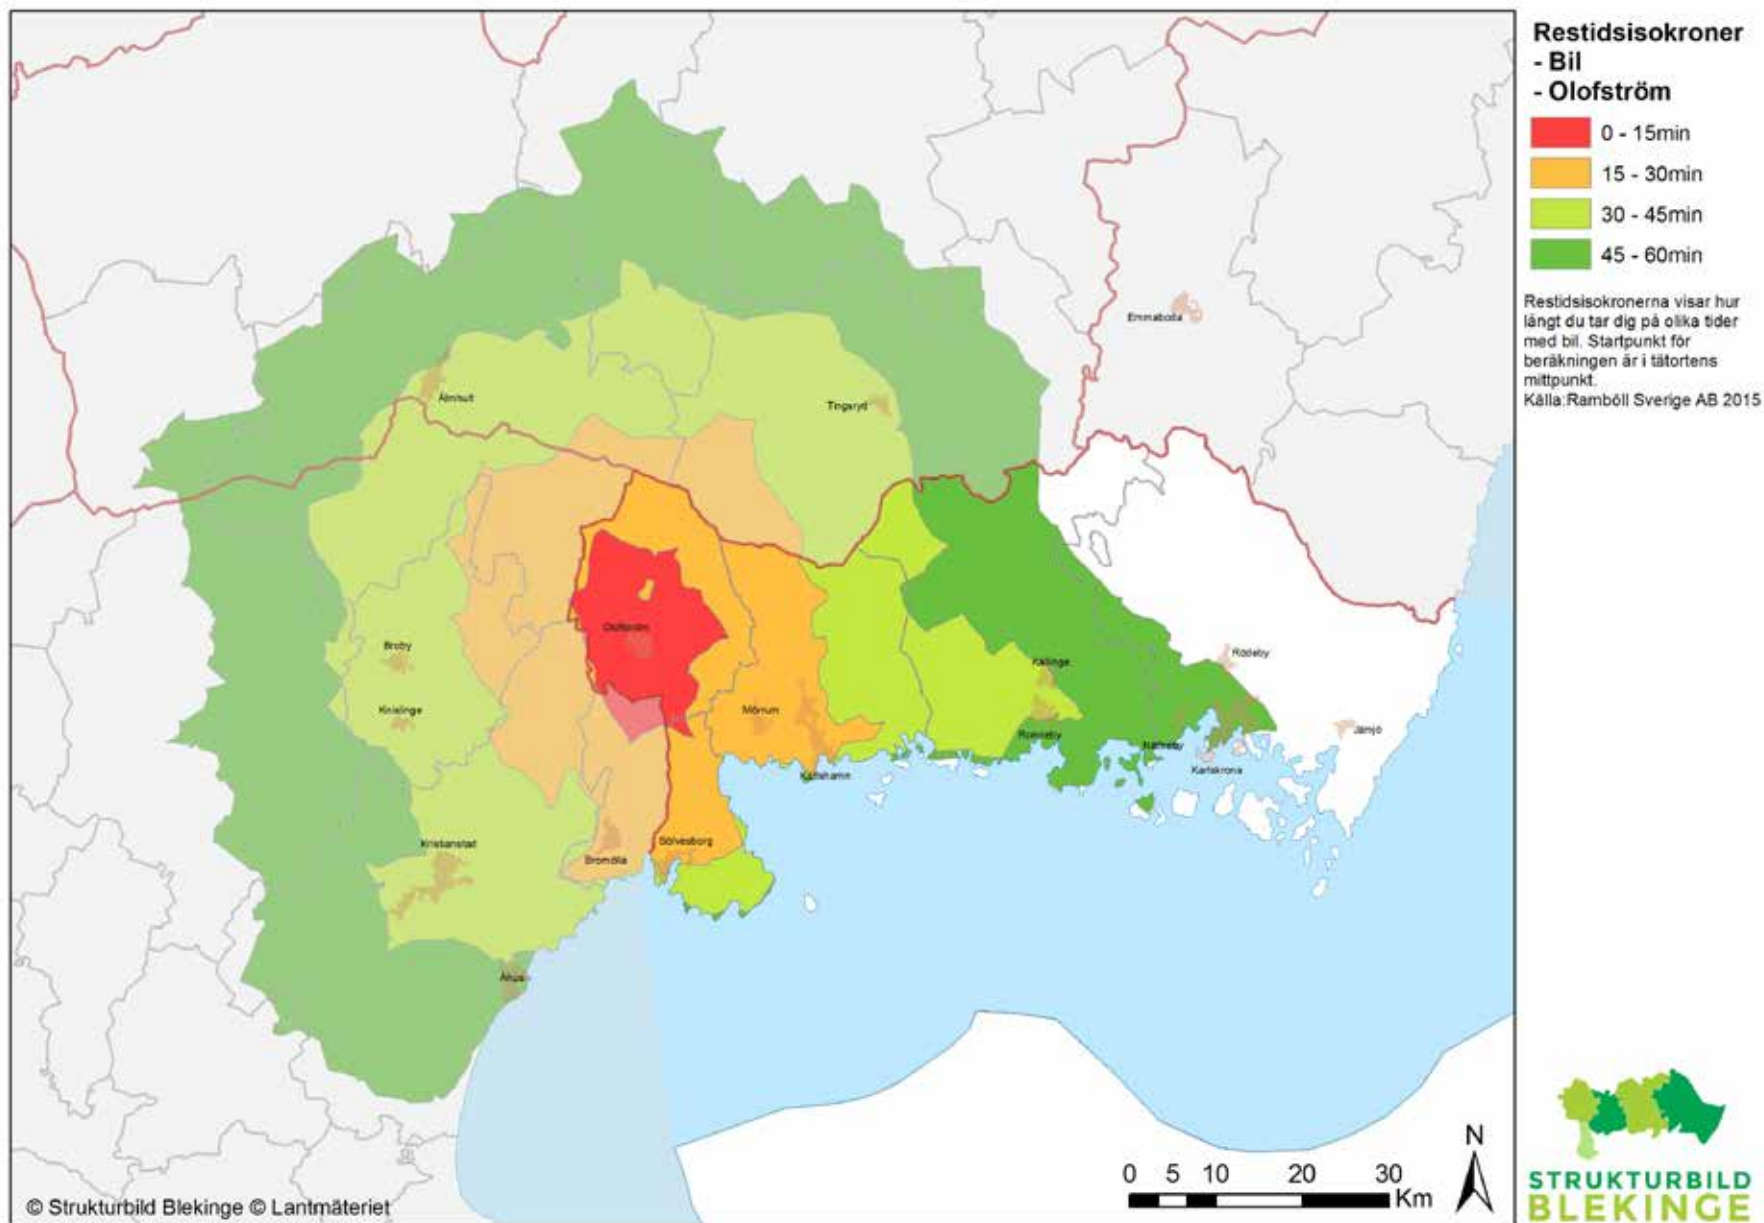 Restidsisokroner
- Bil
- Olofström
0 - 15min
15 - 30min
30 - 45min
45 - 60min
Restidsisokronerna visar hur
långt du tar dig på olika tider
med bil. Startpunkt för
beräkningen är i tätortens
mittpunkt.
Källa:Ramböll Sverige AB 2015
Emmaboda
Älmhult
Tingsryd
Olofström
Broby
Knislinge
Kallinge
Rödeby
Mörrum
Ronneby
Nättraby
Jämjö
Karlskrona
Karlshamn
Kristianstad
Sölvesborg
Bromölla
Åhus
N
0 5 10 20 30
Km
© Strukturbild Blekinge © Lantmäteriet
STRUKTURBILD
BLEKINGE